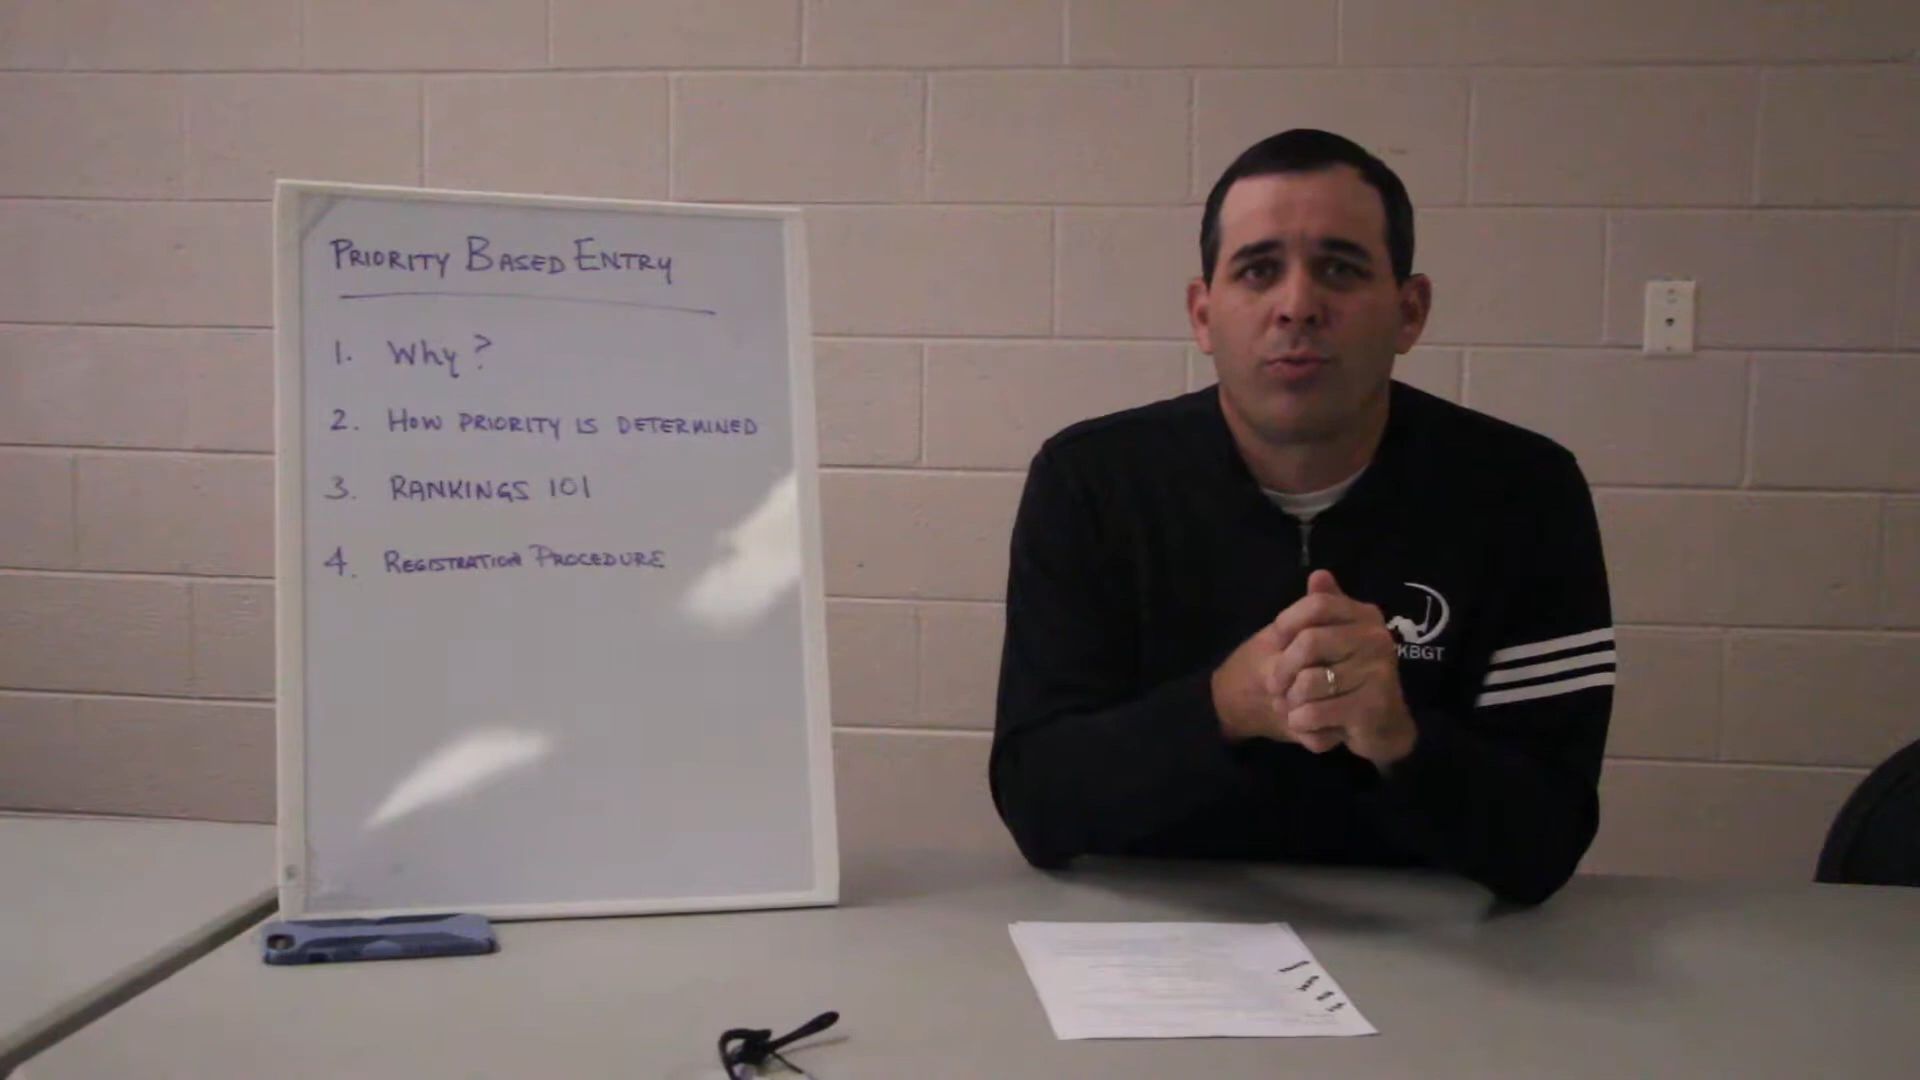 PRIORITY BASED ENTRY
1. Why?
2. HOW PRIORITY IS DETERMINED
3. RANKINGS 101
4. REGISTRATION PROCEDURE
KBGT